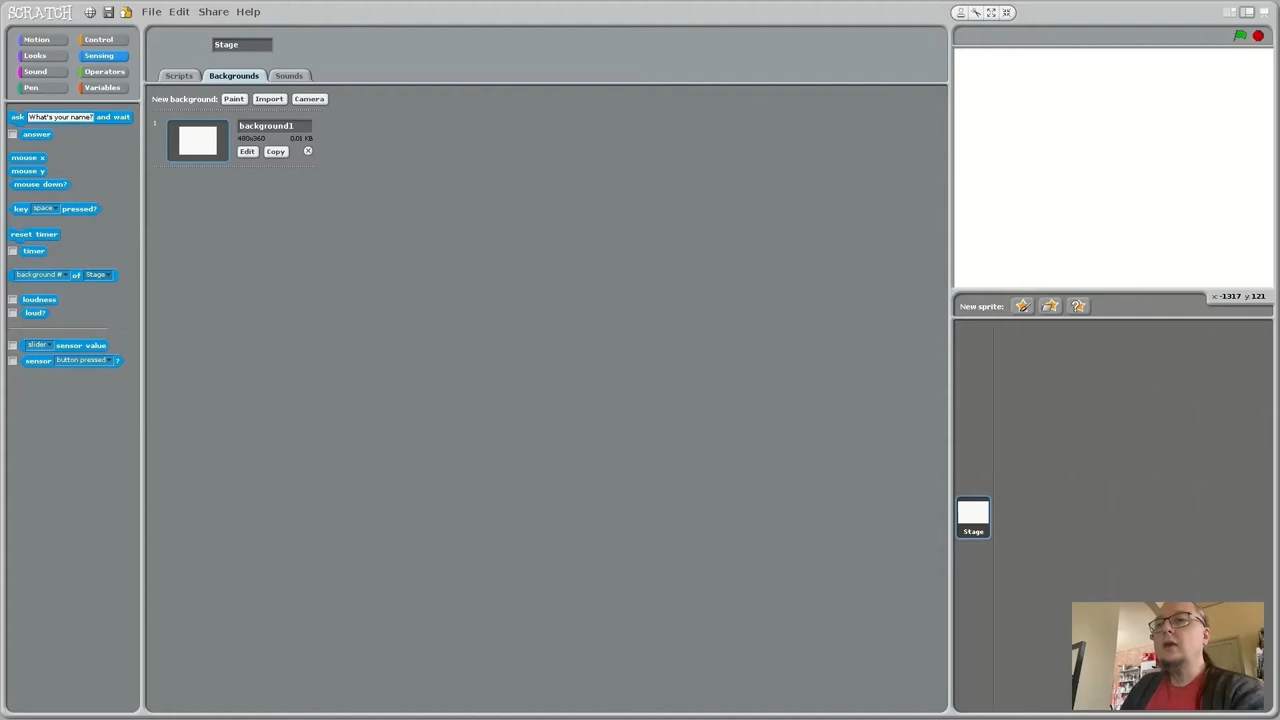 SCRATCH File Edit Share Help
Motion Control
Looks Sensing
Sound Operators
Pen Variables
ask What's your name? and wait
answer
mouse x
mouse y
mouse down?
key space pressed?
reset timer
timer
background # of Stage
loudness
loud?
slider sensor value
sensor button pressed ?
Stage
Scripts Backgrounds Sounds
New background: Paint Import Camera
1
background1
480x360 0.01 KB
Edit Copy
x: -1317 y: 121
New sprite:
Stage